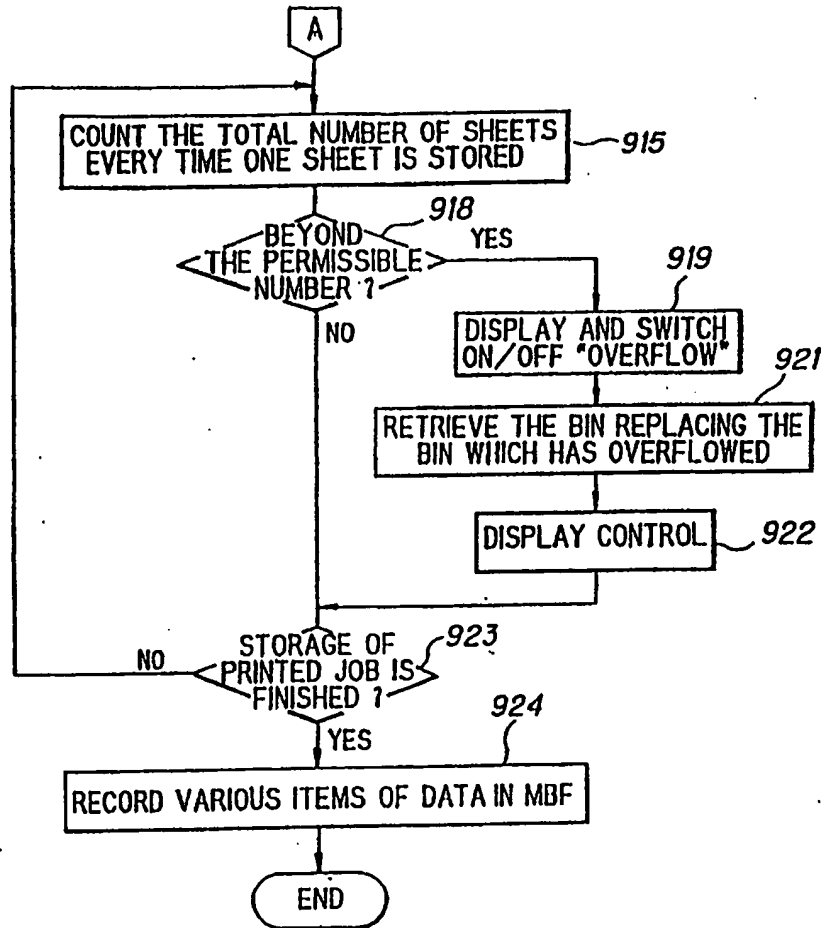 A
COUNT THE TOTAL NUMBER OF SHEETS
EVERY TIME ONE SHEET IS STORED
915
BEYOND
THE PERMISSIBLE
NUMBER ?
918
YES
NO
919
DISPLAY AND SWITCH
ON/OFF "OVERFLOW"
921
RETRIEVE THE BIN REPLACING THE
BIN WHICH HAS OVERFLOWED
DISPLAY CONTROL
922
STORAGE OF
PRINTED JOB IS
FINISHED ?
923
NO
YES
924
RECORD VARIOUS ITEMS OF DATA IN MBF
END